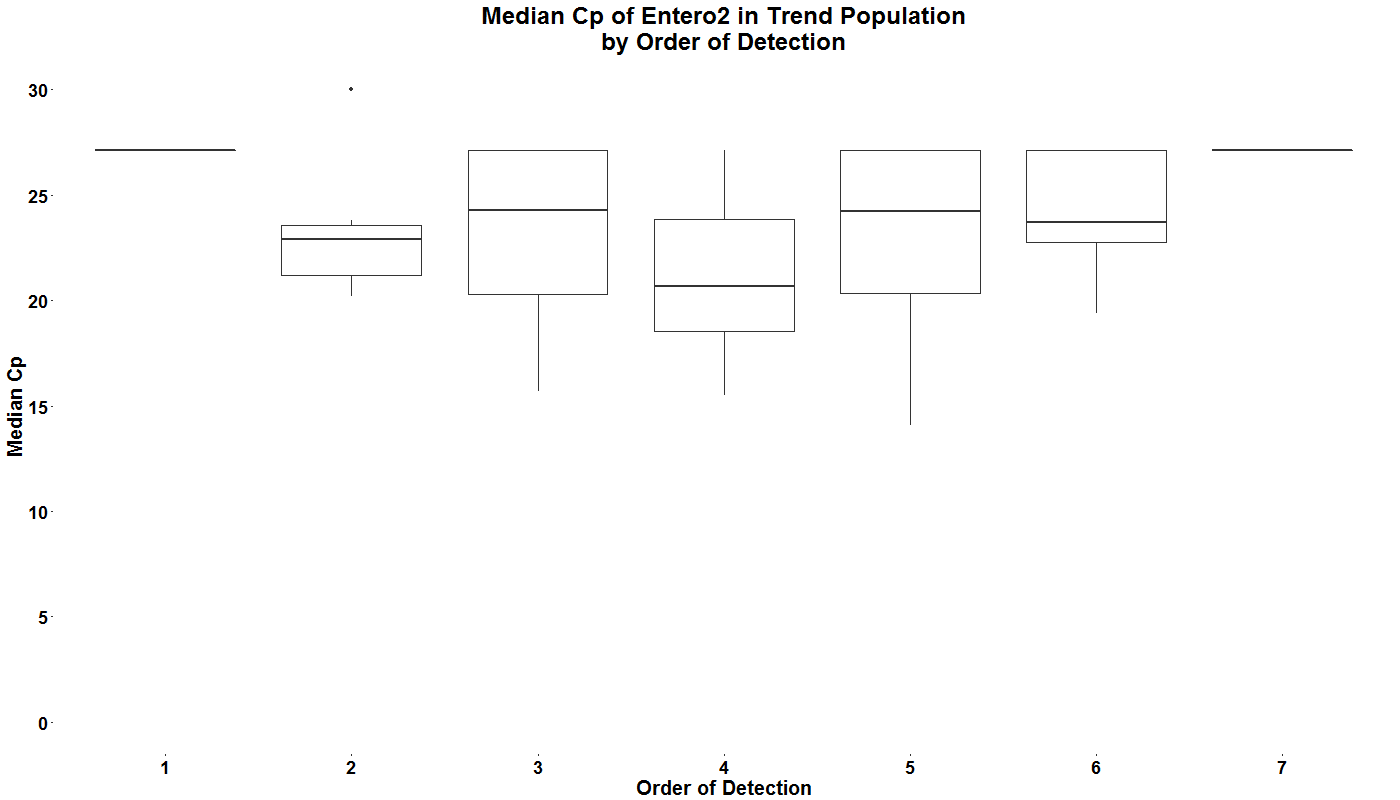 Median Cp of Entero2 in Trend Population
by Order of Detection
Median Cp
30
25
20
15
10
5
0
1 2 3 4 5 6 7
Order of Detection